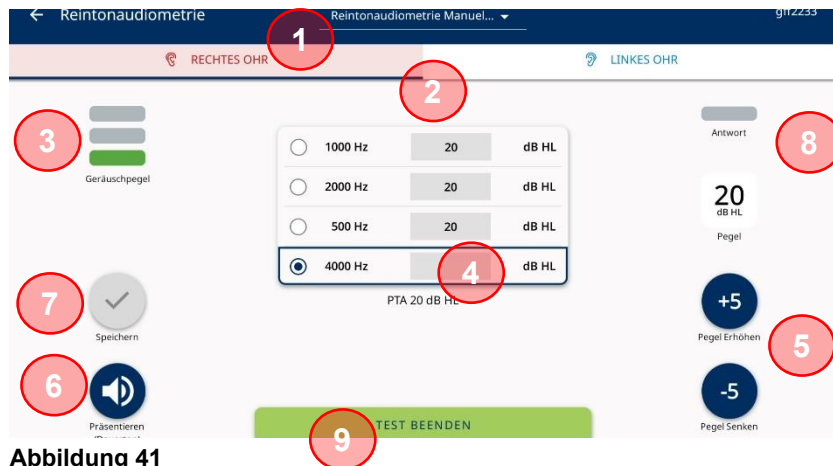 Reintonaudiometrie
Reintonaudiometrie Manuel...
gff2233
1
RECHTES OHR
LINKES OHR
2
3
Geräuschpegel
Antwort
8
1000 Hz 20 dB HL
2000 Hz 20 dB HL
500 Hz 20 dB HL
4000 Hz dB HL
4
20
dB HL
Pegel
PTA 20 dB HL
7
Speichern
+5
Pegel Erhöhen
5
6
Präsentieren
-5
Pegel Senken
TEST BEENDEN
9
Abbildung 41